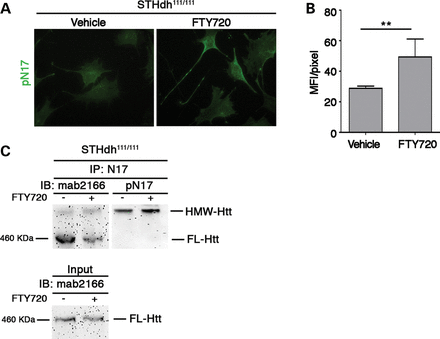 A
STHdh111/111
Vehicle FTY720
pN17
B
**
MFI/pixel
80
60
40
20
0
Vehicle FTY720
C
STHdh111/111
IP: N17
IB: mab2166 pN17
FTY720 - + - +
HMW-Htt
460 KDa FL-Htt
Input
IB: mab2166
FTY720 - +
460 KDa FL-Htt